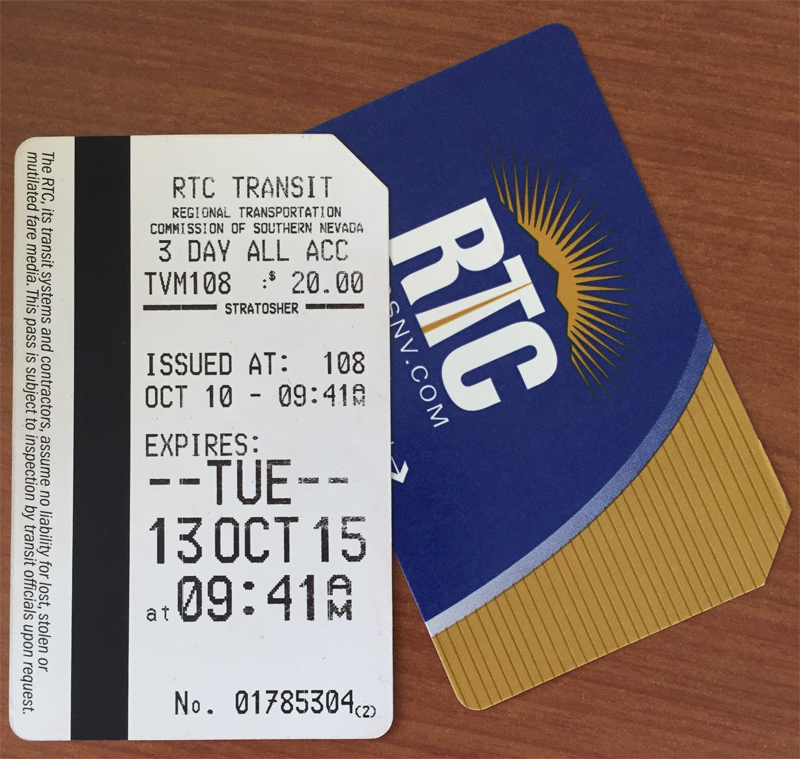 The RTC, its transit systems and contractors, assume no liability for lost, stolen or
mutilated fare media. This pass is subject to inspection by transit officials upon request.
RTC TRANSIT
REGIONAL TRANSPORTATION
COMMISSION OF SOUTHERN NEVADA
3 DAY ALL ACC
TVM108 :$ 20.00
STRATOSHER
ISSUED AT: 108
OCT 10 - 09:41AM
EXPIRES:
--TUE--
13 OCT 15
at 09:41AM
No. 01785304(2)
RTC
SNV.COM